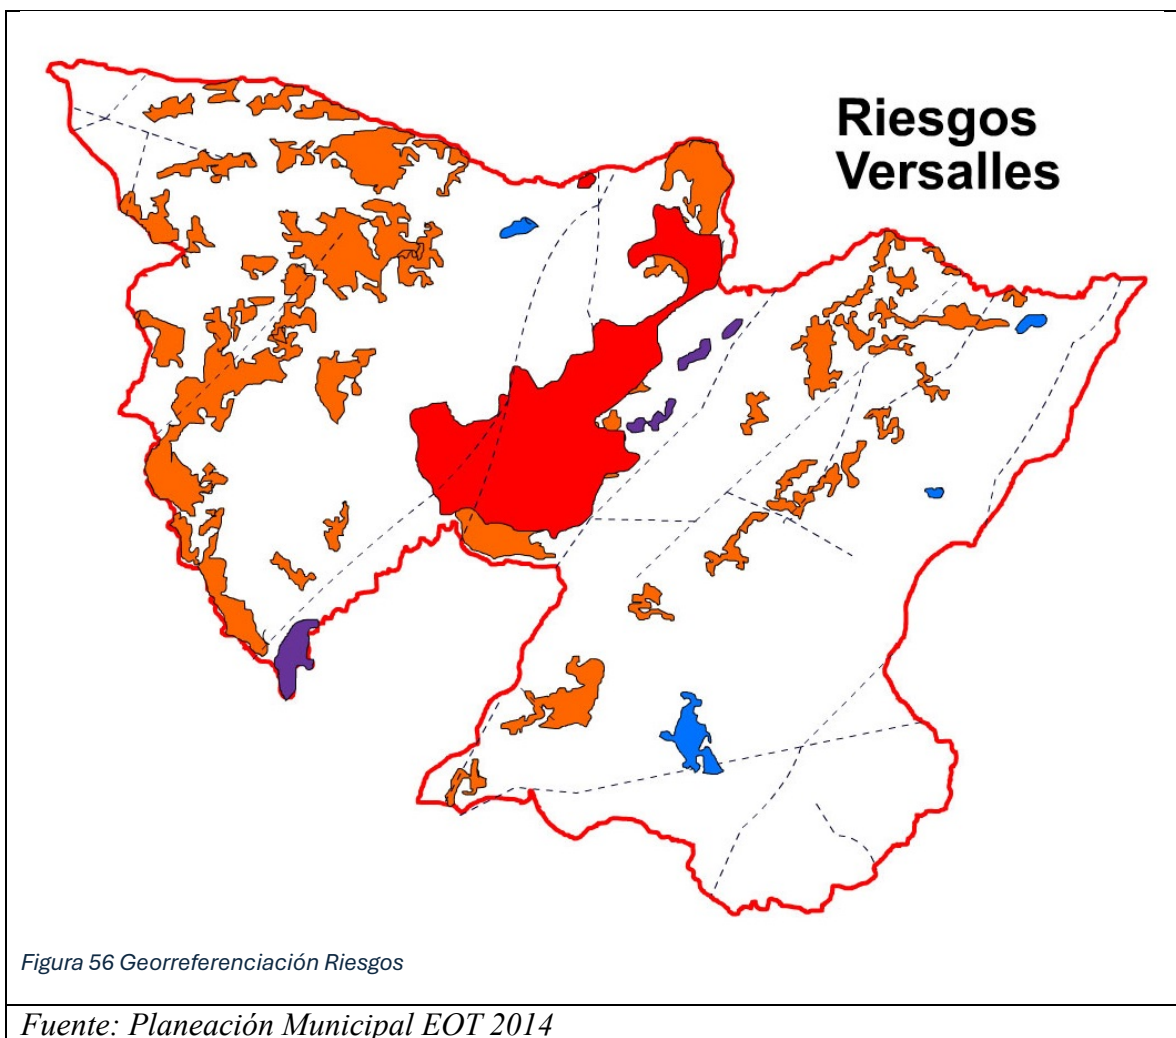 Riesgos
Versalles
Figura 56 Georreferenciación Riesgos
Fuente: Planeación Municipal EOT 2014